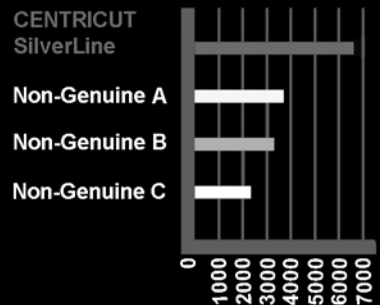 CENTRICUT
SilverLine
Non-Genuine A
Non-Genuine B
Non-Genuine C
0
1000
2000
3000
4000
5000
6000
7000